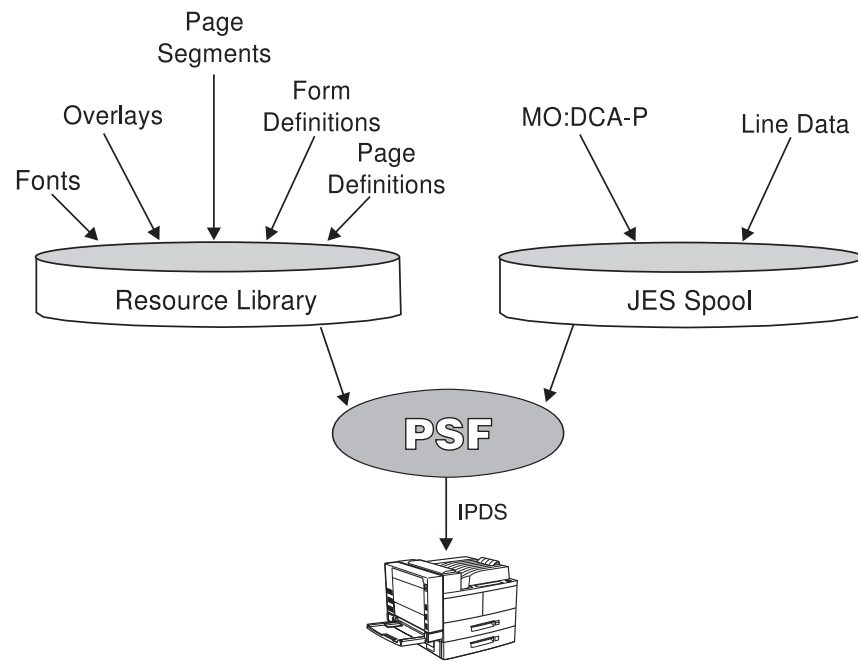 Page
Segments
Overlays
Form
Definitions
Fonts
Page
Definitions
MO:DCA-P
Line Data
Resource Library
JES Spool
PSF
IPDS